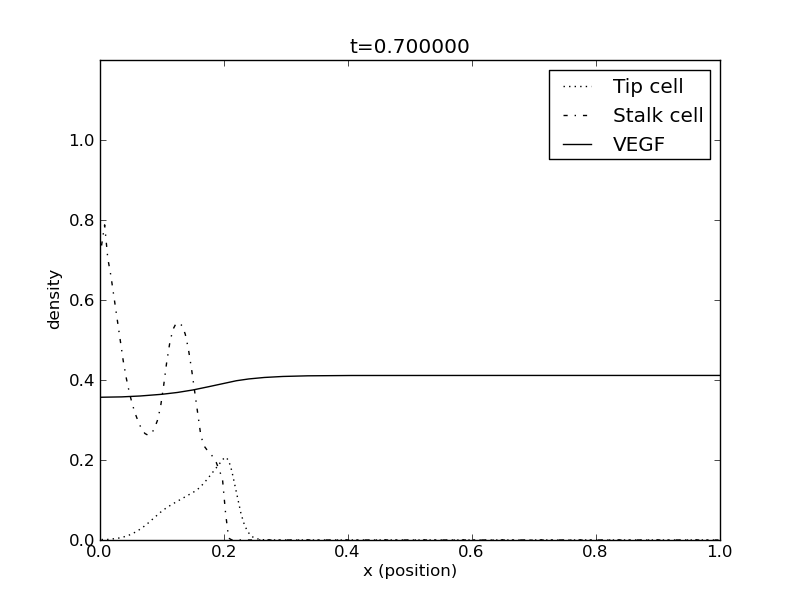 t=0.700000
Tip cell
Stalk cell
VEGF
density
1.0
0.8
0.6
0.4
0.2
0.0
0.0 0.2 0.4 0.6 0.8 1.0
x (position)